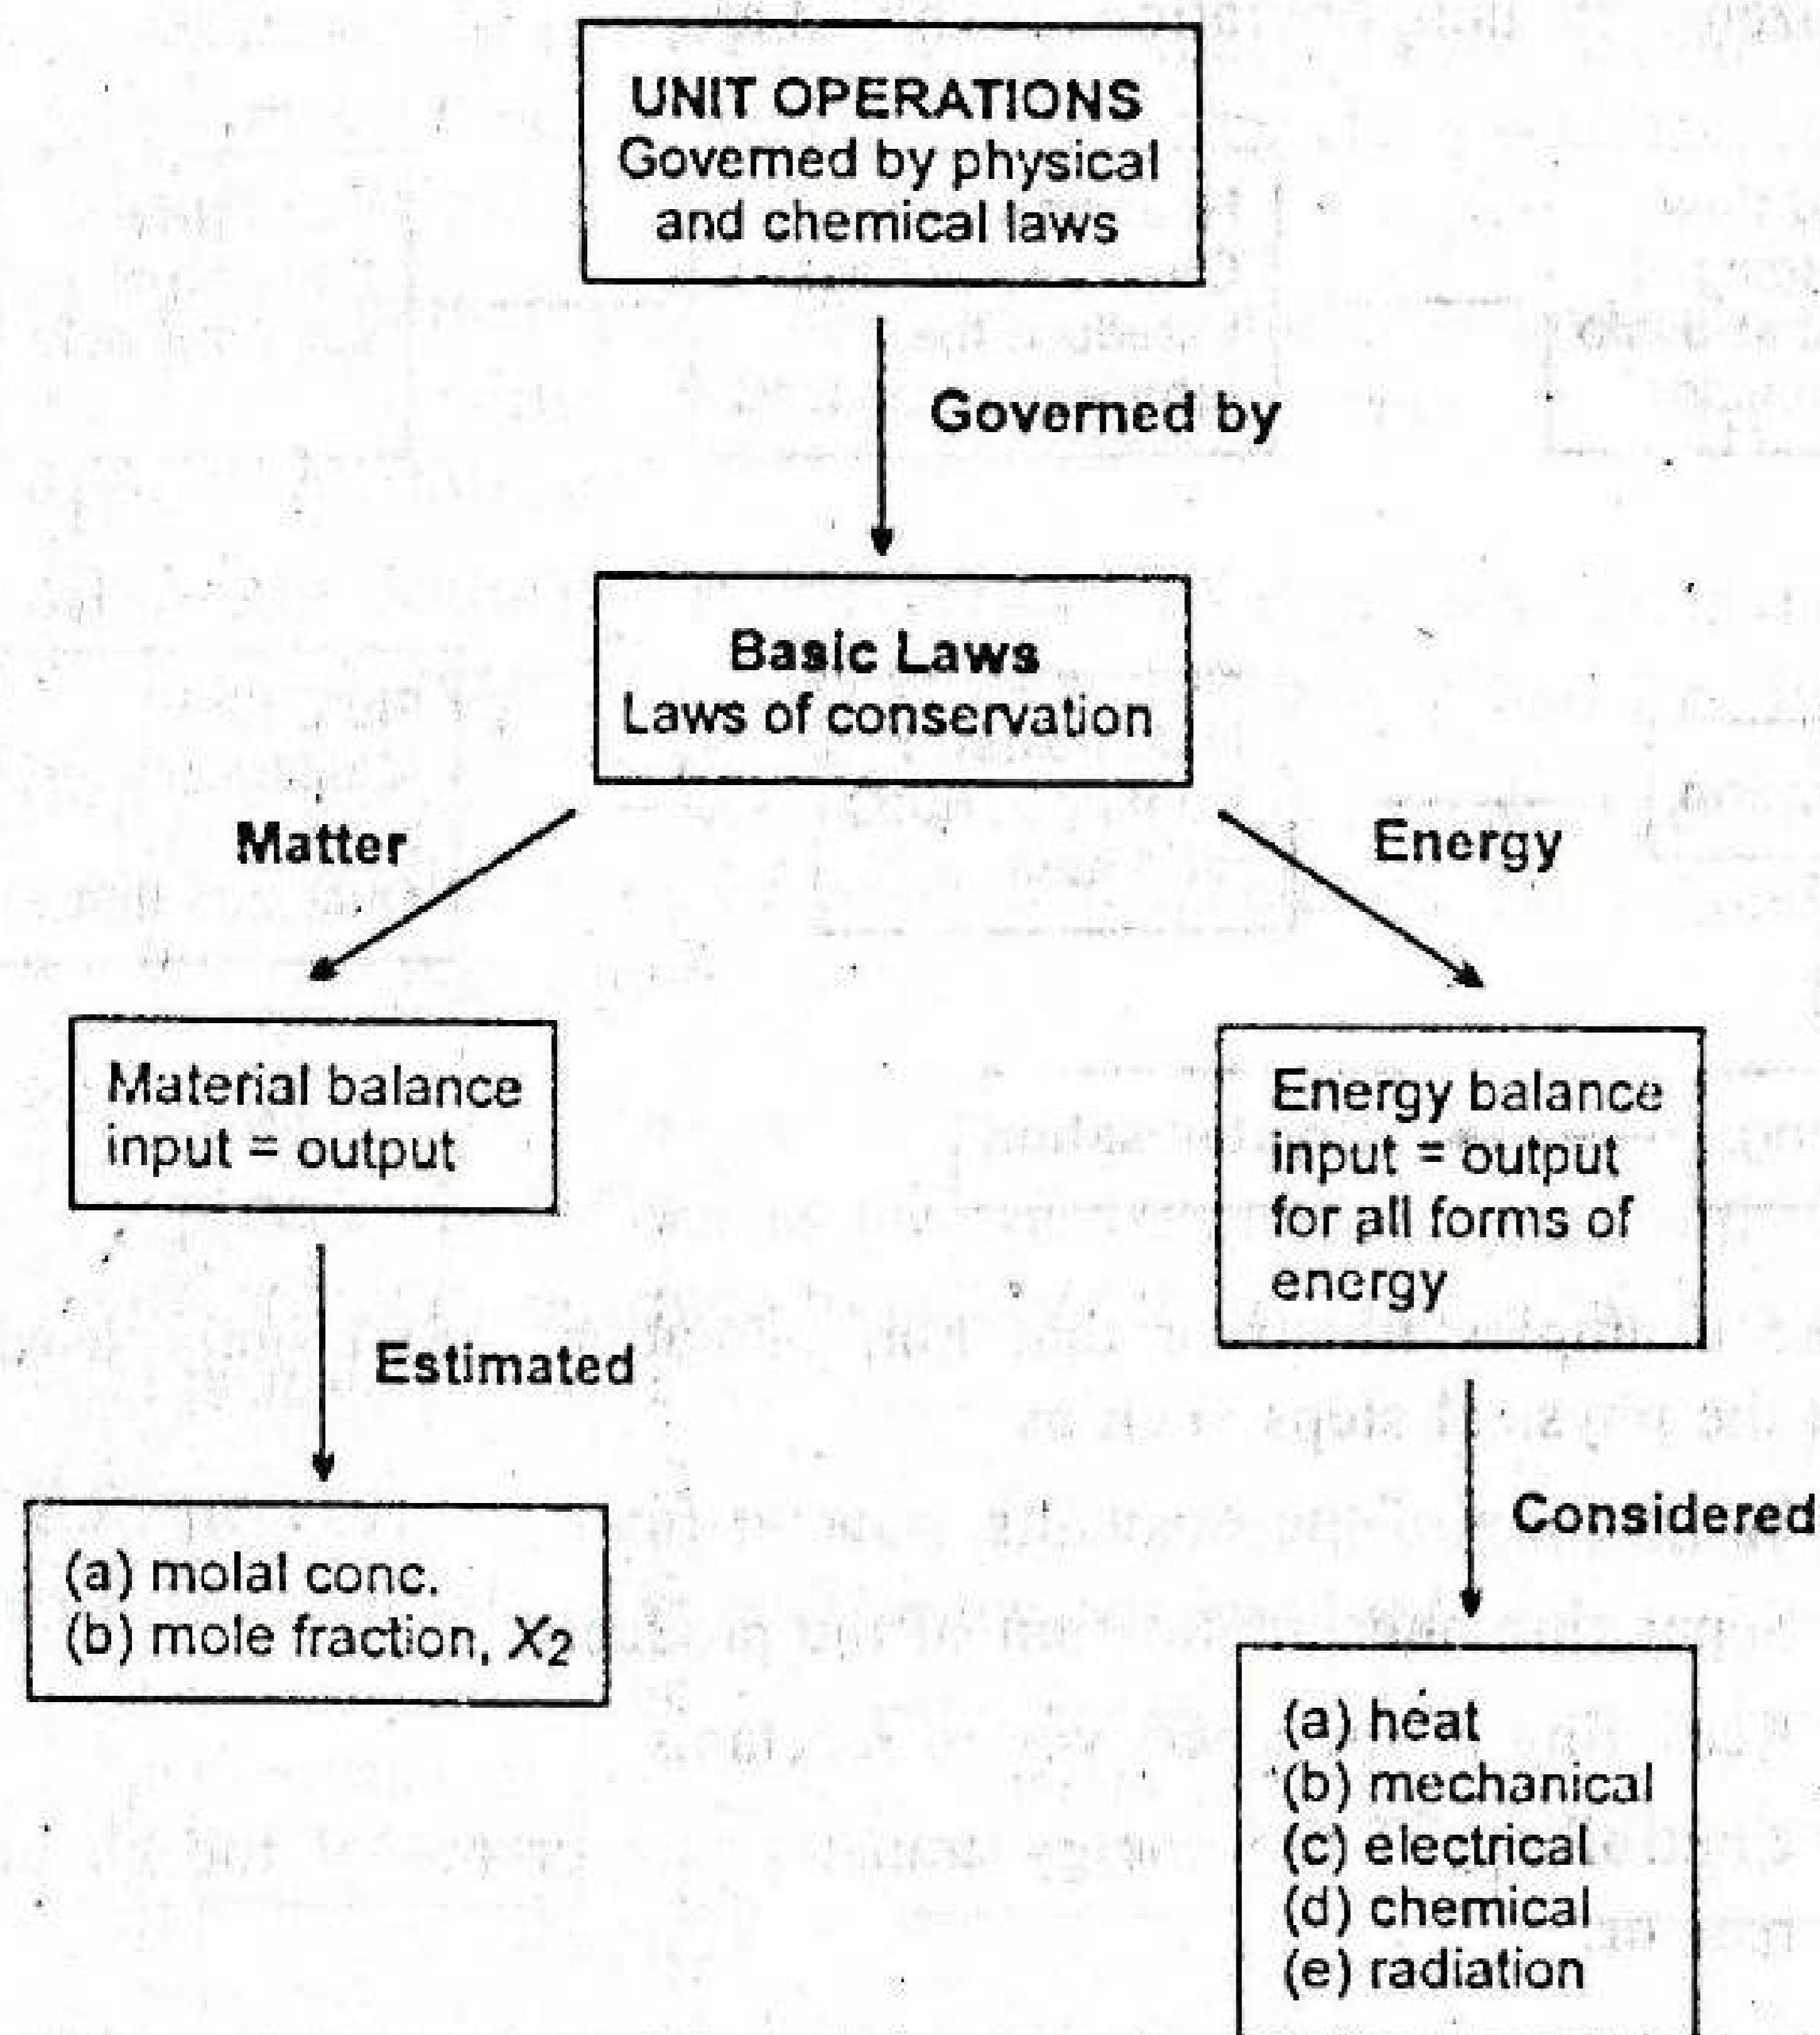 UNIT OPERATIONS
Governed by physical
and chemical laws
Governed by
Basic Laws
Laws of conservation
Matter
Energy
Material balance
input = output
Energy balance
input = output
for all forms of
energy
Estimated
Considered
(a) molal conc.
(b) mole fraction, X2
(a) heat
(b) mechanical
(c) electrical
(d) chemical
(e) radiation